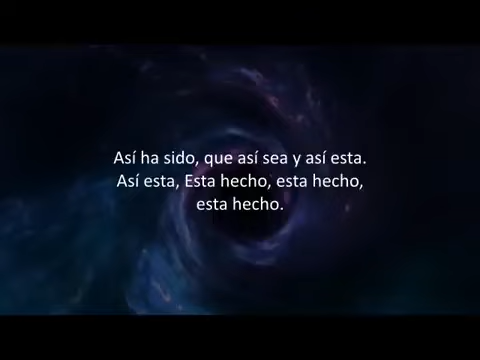 Así ha sido, que así sea y así esta.
Así esta, Esta hecho, esta hecho,
esta hecho.